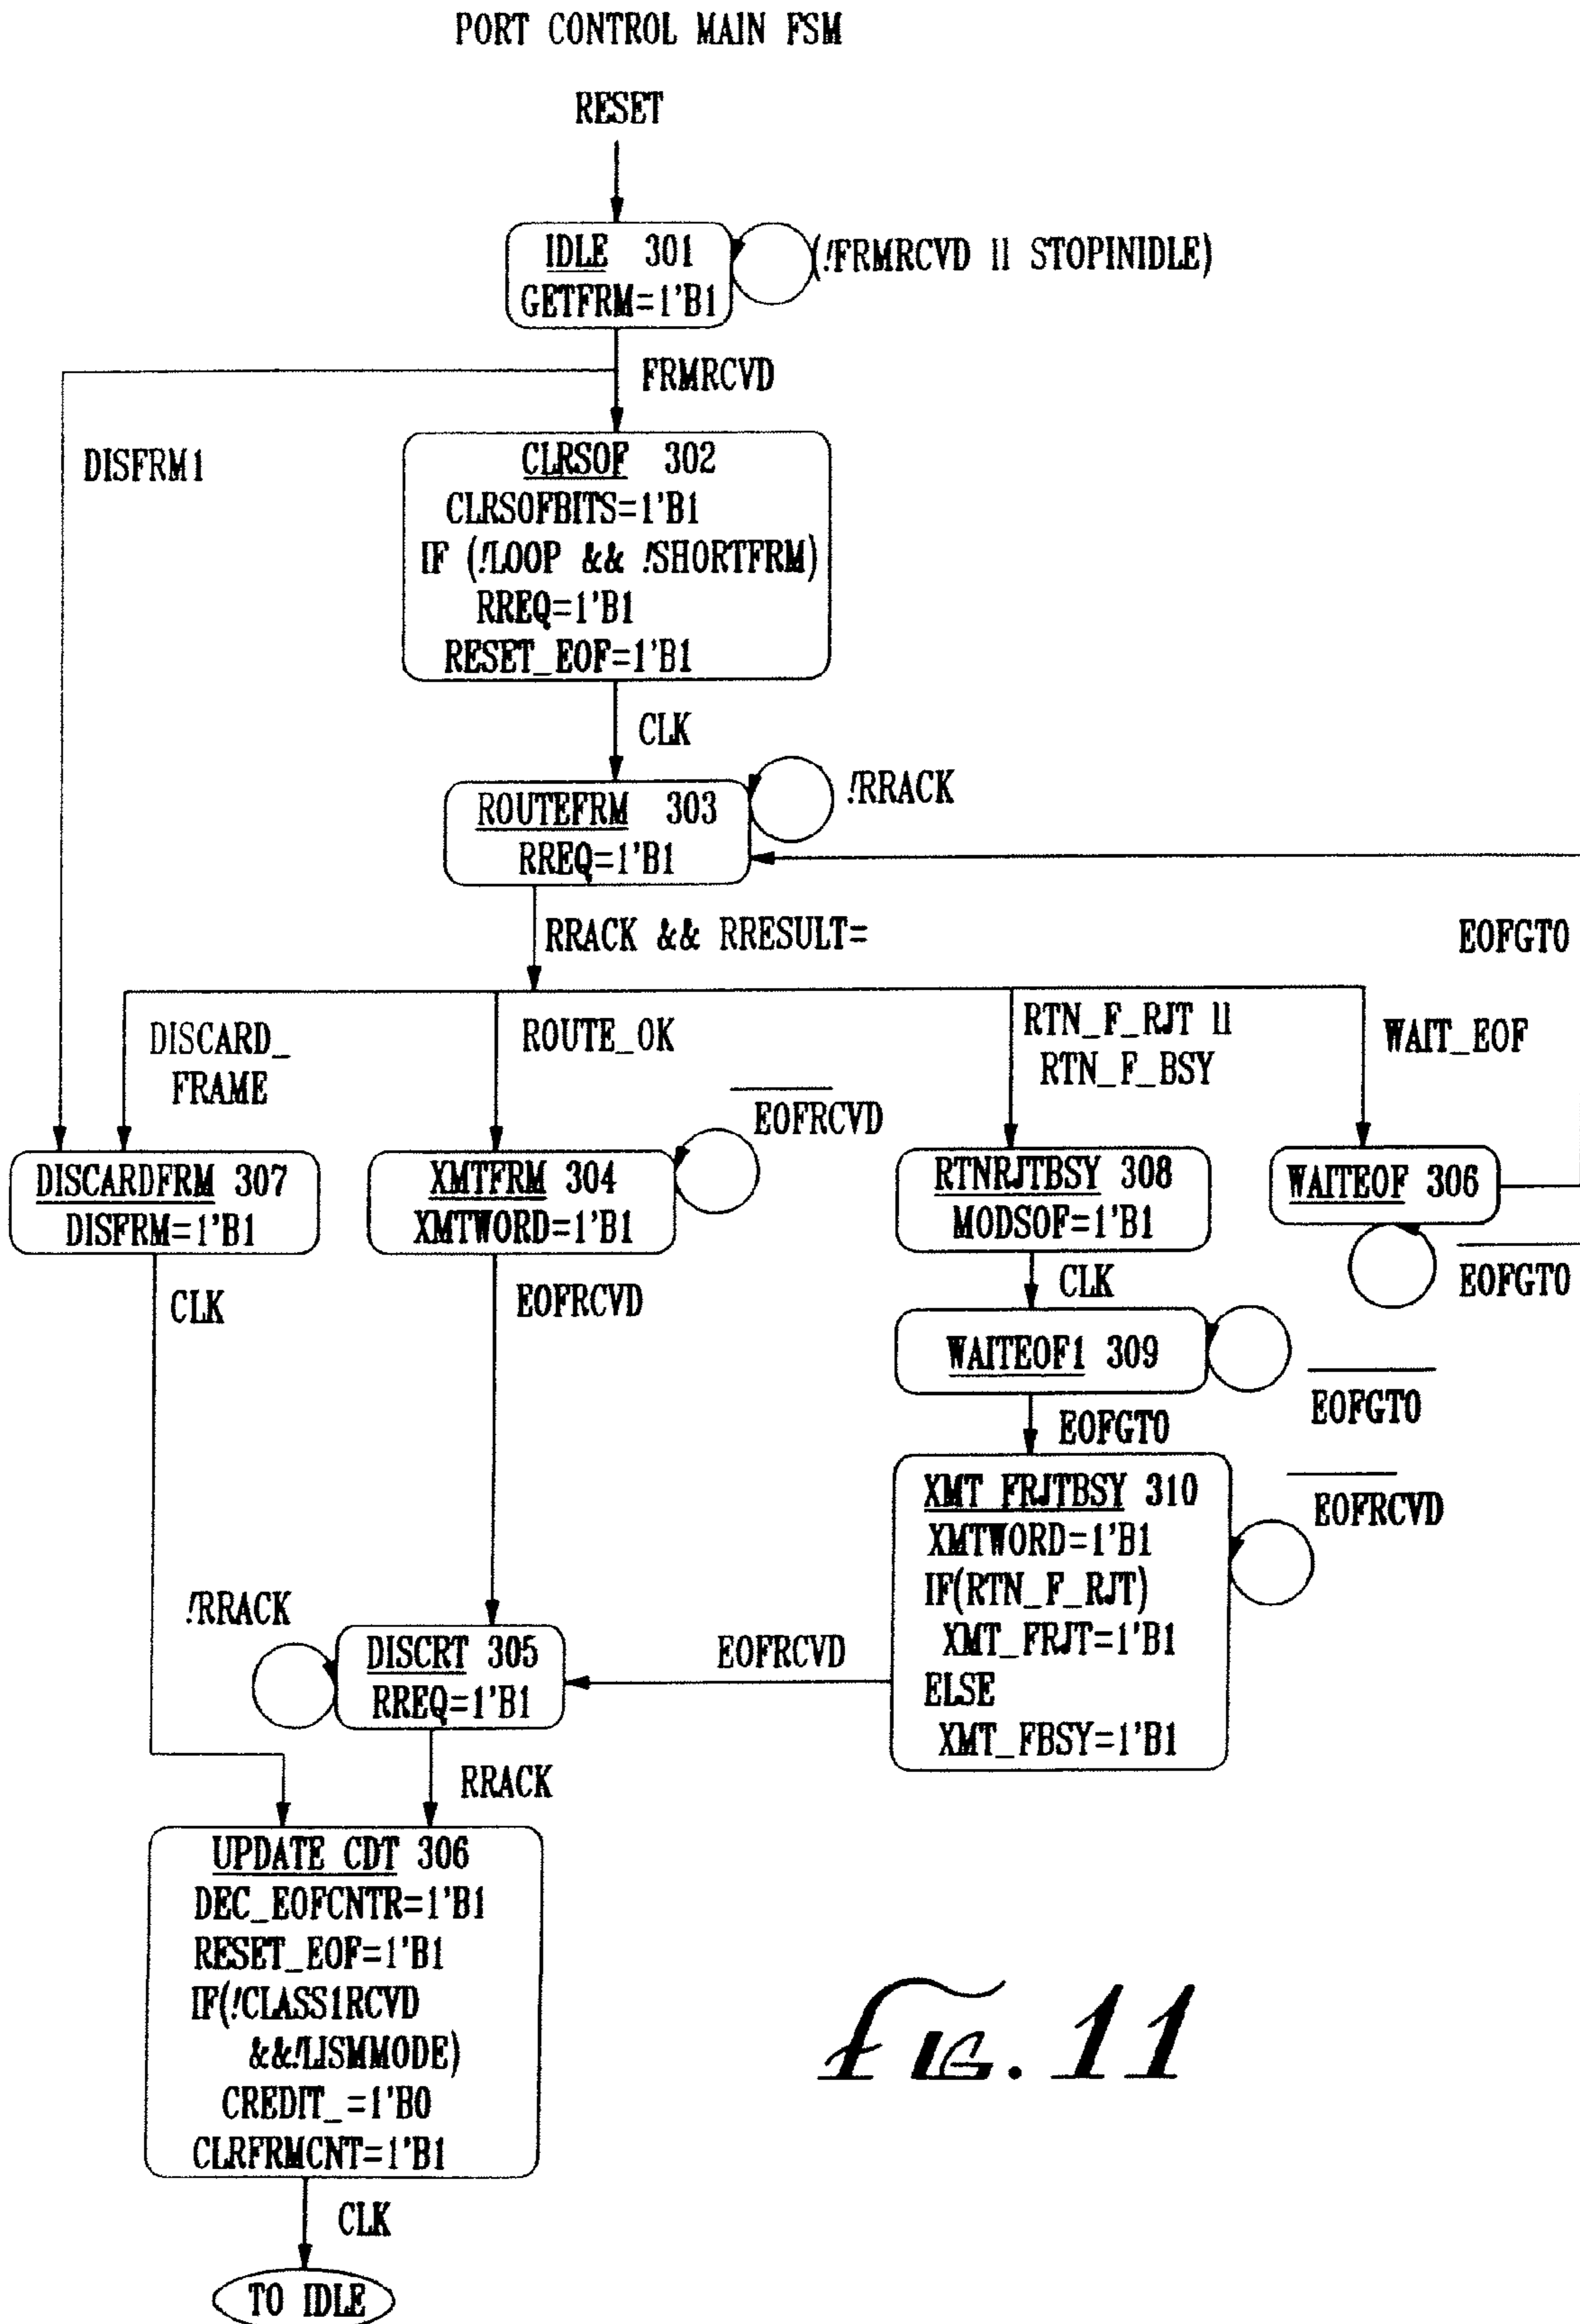 PORT CONTROL MAIN FSM
RESET
IDLE 301
GETFRM=1'B1
(!FRMRCVD || STOPINIDLE)
FRMRCVD
DISFRM1
CLRSOF 302
CLRSOFBITS=1'B1
IF (!LOOP && !SHORTFRM)
RREQ=1'B1
RESET_EOF=1'B1
CLK
ROUTEFRM 303
RREQ=1'B1
!RRACK
RRACK && RRESULT=
EOFGT0
DISCARD_
FRAME
ROUTE_OK
RTN_F_RJT ||
RTN_F_BSY
WAIT_EOF
EOFRCVD
DISCARDFRM 307
DISFRM=1'B1
XMTFRM 304
XMTWORD=1'B1
RTNRJTBSY 308
MODSOF=1'B1
WAITEOF 306
EOFGT0
CLK
EOFRCVD
CLK
WAITEOF1 309
EOFGT0
EOFGT0
XMT_FRJTBSY 310
XMTWORD=1'B1
IF(RTN_F_RJT)
XMT_FRJT=1'B1
ELSE
XMT_FBSY=1'B1
EOFRCVD
!RRACK
DISCRT 305
RREQ=1'B1
EOFRCVD
RRACK
UPDATE_CDT 306
DEC_EOFCNTR=1'B1
RESET_EOF=1'B1
IF(!CLASS1RCVD
&&!LISMMODE)
CREDIT_=1'B0
CLRFRMCNT=1'B1
CLK
TO IDLE
FIG. 11